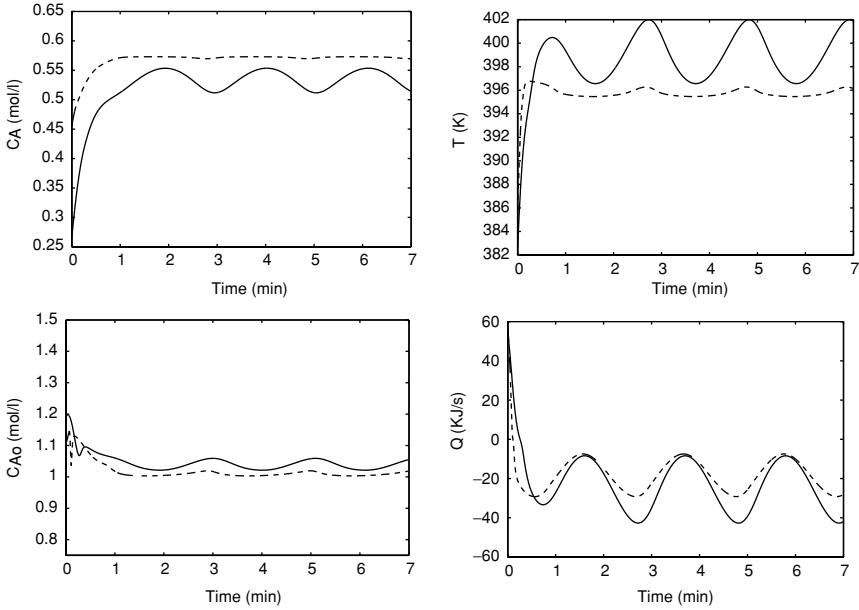 0.65
0.6
0.55
0.5
0.45
0.4
0.35
0.3
0.25
CA (mol/l)
0 1 2 3 4 5 6 7
Time (min)
402
400
398
396
394
392
390
388
386
384
382
T (K)
0 1 2 3 4 5 6 7
Time (min)
1.5
1.4
1.3
1.2
1.1
1
0.9
0.8
CAo (mol/l)
0 1 2 3 4 5 6 7
Time (min)
60
40
20
0
−20
−40
−60
Q (KJ/s)
0 1 2 3 4 5 6 7
Time (min)